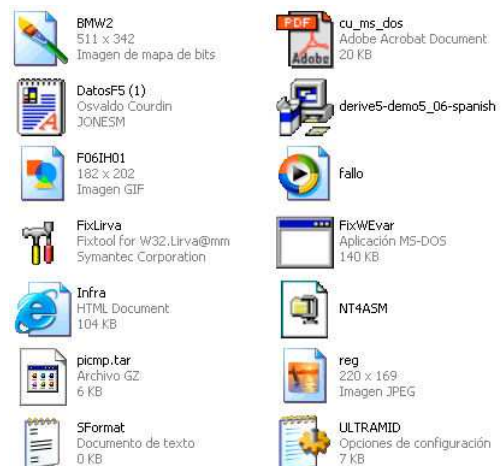 BMW2
511 x 342
Imagen de mapa de bits
PDF
Adobe
cu_ms_dos
Adobe Acrobat Document
20 KB
DatosF5 (1)
Osvaldo Courdin
JONESM
derive5-demo5_06-spanish
F06IH01
182 x 202
Imagen GIF
fallo
FixLirva
Fixtool for W32.Lirva@mm
Symantec Corporation
FixWEvar
Aplicación MS-DOS
140 KB
Infra
HTML Document
104 KB
NT4ASM
picmp.tar
Archivo GZ
6 KB
reg
220 x 169
Imagen JPEG
SFormat
Documento de texto
0 KB
ULTRAMID
Opciones de configuración
7 KB